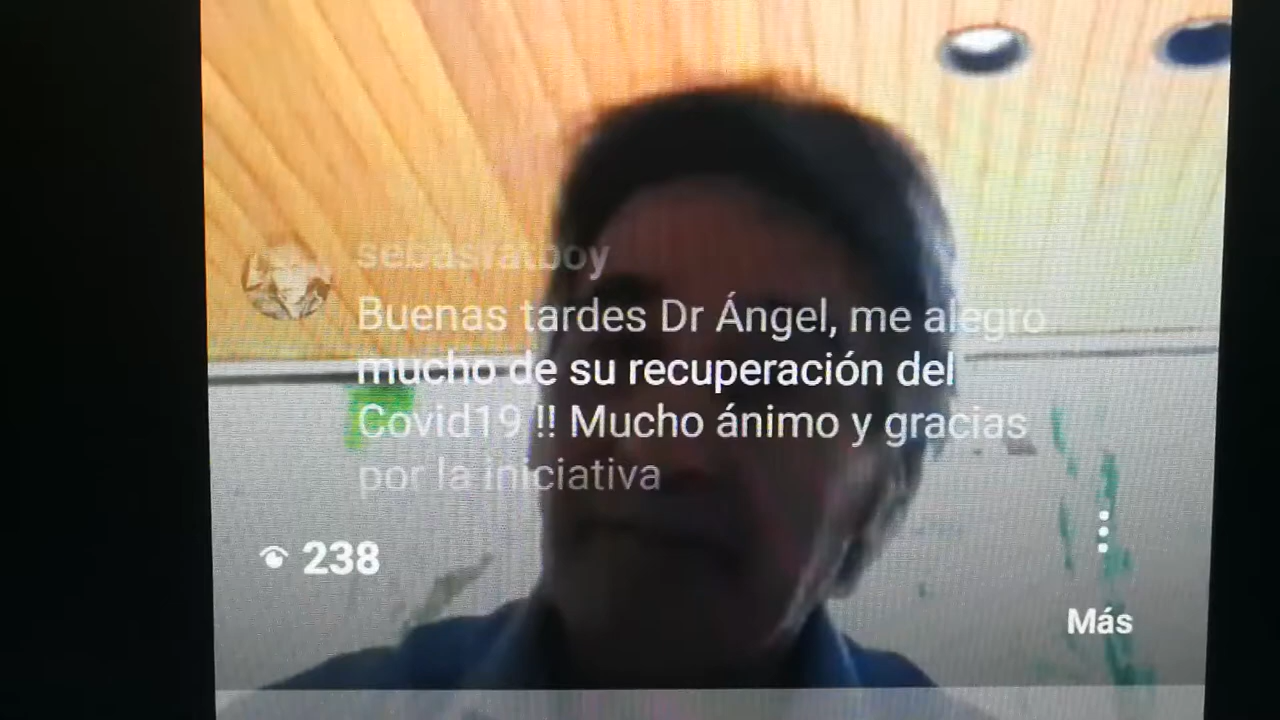 sebasfatboy
Buenas tardes Dr Ángel, me alegro
mucho de su recuperación del
Covid19 !! Mucho ánimo y gracias
por la iniciativa
238
Más